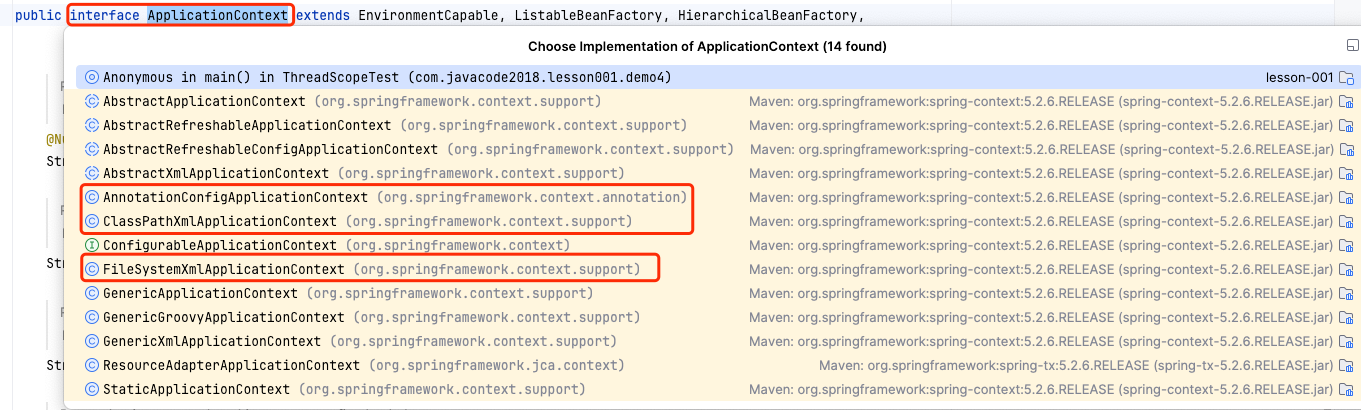 public interface ApplicationContext extends EnvironmentCapable, ListableBeanFactory, HierarchicalBeanFactory,
Choose Implementation of ApplicationContext (14 found)
Anonymous in main() in ThreadScopeTest (com.javacode2018.lesson001.demo4) lesson-001
AbstractApplicationContext (org.springframework.context.support) Maven: org.springframework:spring-context:5.2.6.RELEASE (spring-context-5.2.6.RELEASE.jar)
AbstractRefreshableApplicationContext (org.springframework.context.support) Maven: org.springframework:spring-context:5.2.6.RELEASE (spring-context-5.2.6.RELEASE.jar)
@Nu
AbstractRefreshableConfigApplicationContext (org.springframework.context.support) Maven: org.springframework:spring-context:5.2.6.RELEASE (spring-context-5.2.6.RELEASE.jar)
Str
AbstractXmlApplicationContext (org.springframework.context.support) Maven: org.springframework:spring-context:5.2.6.RELEASE (spring-context-5.2.6.RELEASE.jar)
AnnotationConfigApplicationContext (org.springframework.context.annotation) Maven: org.springframework:spring-context:5.2.6.RELEASE (spring-context-5.2.6.RELEASE.jar)
ClassPathXmlApplicationContext (org.springframework.context.support) Maven: org.springframework:spring-context:5.2.6.RELEASE (spring-context-5.2.6.RELEASE.jar)
ConfigurableApplicationContext (org.springframework.context) Maven: org.springframework:spring-context:5.2.6.RELEASE (spring-context-5.2.6.RELEASE.jar)
Str
FileSystemXmlApplicationContext (org.springframework.context.support) Maven: org.springframework:spring-context:5.2.6.RELEASE (spring-context-5.2.6.RELEASE.jar)
GenericApplicationContext (org.springframework.context.support) Maven: org.springframework:spring-context:5.2.6.RELEASE (spring-context-5.2.6.RELEASE.jar)
GenericGroovyApplicationContext (org.springframework.context.support) Maven: org.springframework:spring-context:5.2.6.RELEASE (spring-context-5.2.6.RELEASE.jar)
GenericXmlApplicationContext (org.springframework.context.support) Maven: org.springframework:spring-context:5.2.6.RELEASE (spring-context-5.2.6.RELEASE.jar)
Str
ResourceAdapterApplicationContext (org.springframework.jca.context) Maven: org.springframework:spring-tx:5.2.6.RELEASE (spring-tx-5.2.6.RELEASE.jar)
StaticApplicationContext (org.springframework.context.support) Maven: org.springframework:spring-context:5.2.6.RELEASE (spring-context-5.2.6.RELEASE.jar)